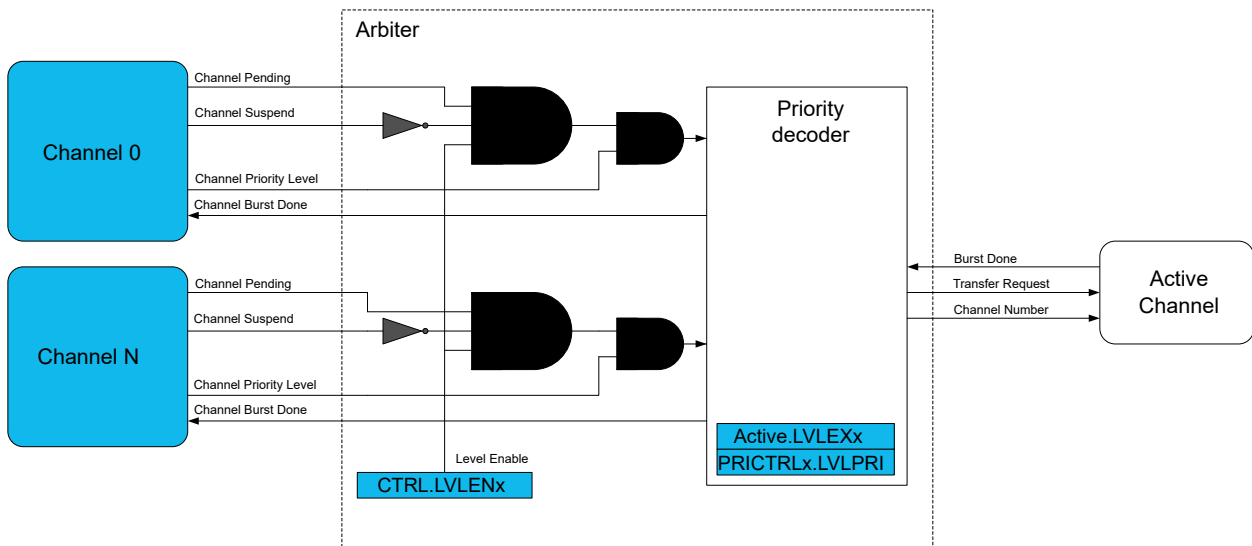 Arbiter
Channel Pending
Channel Suspend
Channel 0
Channel Priority Level
Channel Burst Done
Priority
decoder
Burst Done
Transfer Request
Channel Number
Active
Channel
Channel Pending
Channel Suspend
Channel N
Channel Priority Level
Channel Burst Done
Level Enable
CTRL.LVLENx
Active.LVLEXx
PRICTRLx.LVLPRI